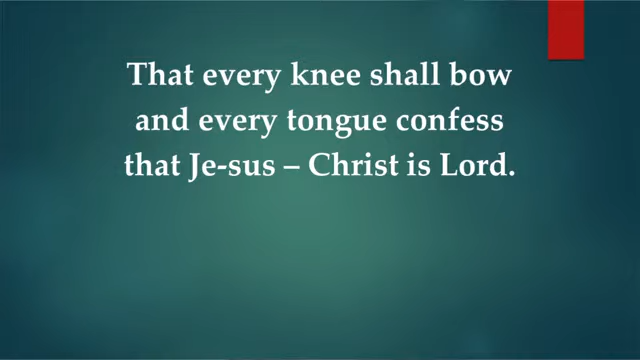 That every knee shall bow
and every tongue confess
that Je-sus – Christ is Lord.